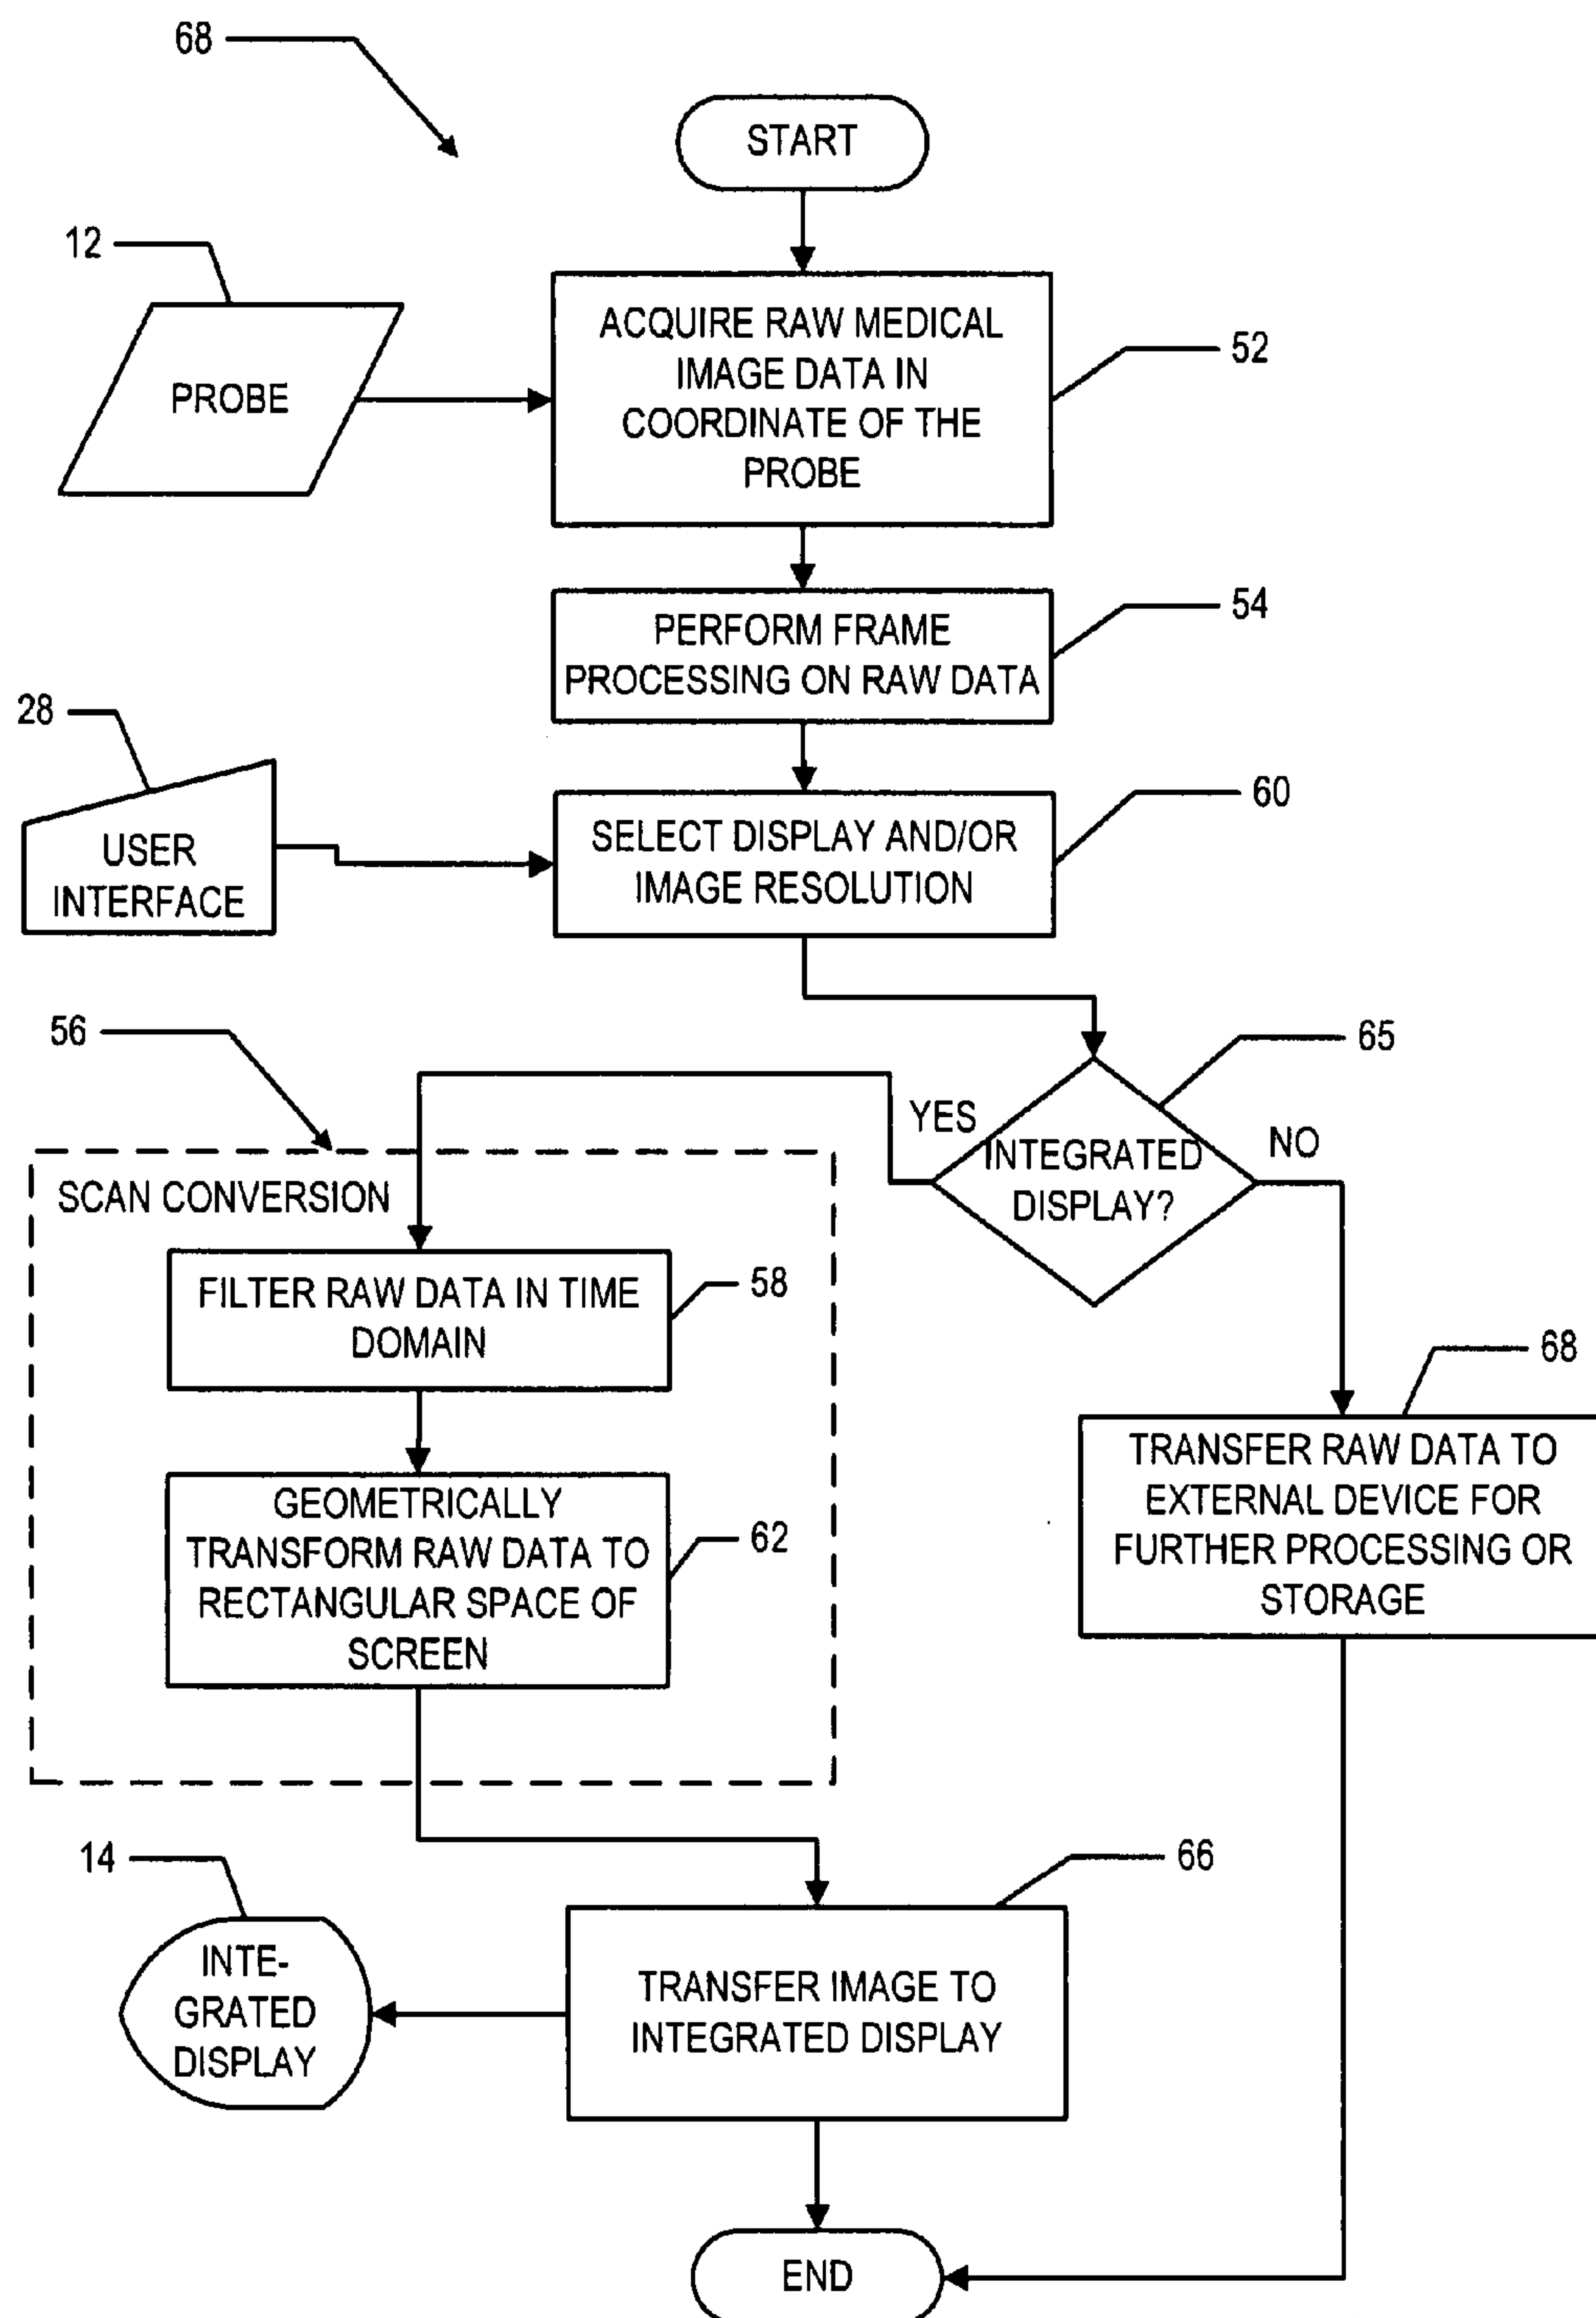 68
START
12
PROBE
ACQUIRE RAW MEDICAL
IMAGE DATA IN
COORDINATE OF THE
PROBE
52
PERFORM FRAME
PROCESSING ON RAW DATA
54
28
USER
INTERFACE
SELECT DISPLAY AND/OR
IMAGE RESOLUTION
60
56
65
YES
INTEGRATED
DISPLAY?
NO
SCAN CONVERSION
FILTER RAW DATA IN TIME
DOMAIN
58
GEOMETRICALLY
TRANSFORM RAW DATA TO
RECTANGULAR SPACE OF
SCREEN
62
68
TRANSFER RAW DATA TO
EXTERNAL DEVICE FOR
FURTHER PROCESSING OR
STORAGE
14
INTE-
GRATED
DISPLAY
66
TRANSFER IMAGE TO
INTEGRATED DISPLAY
END